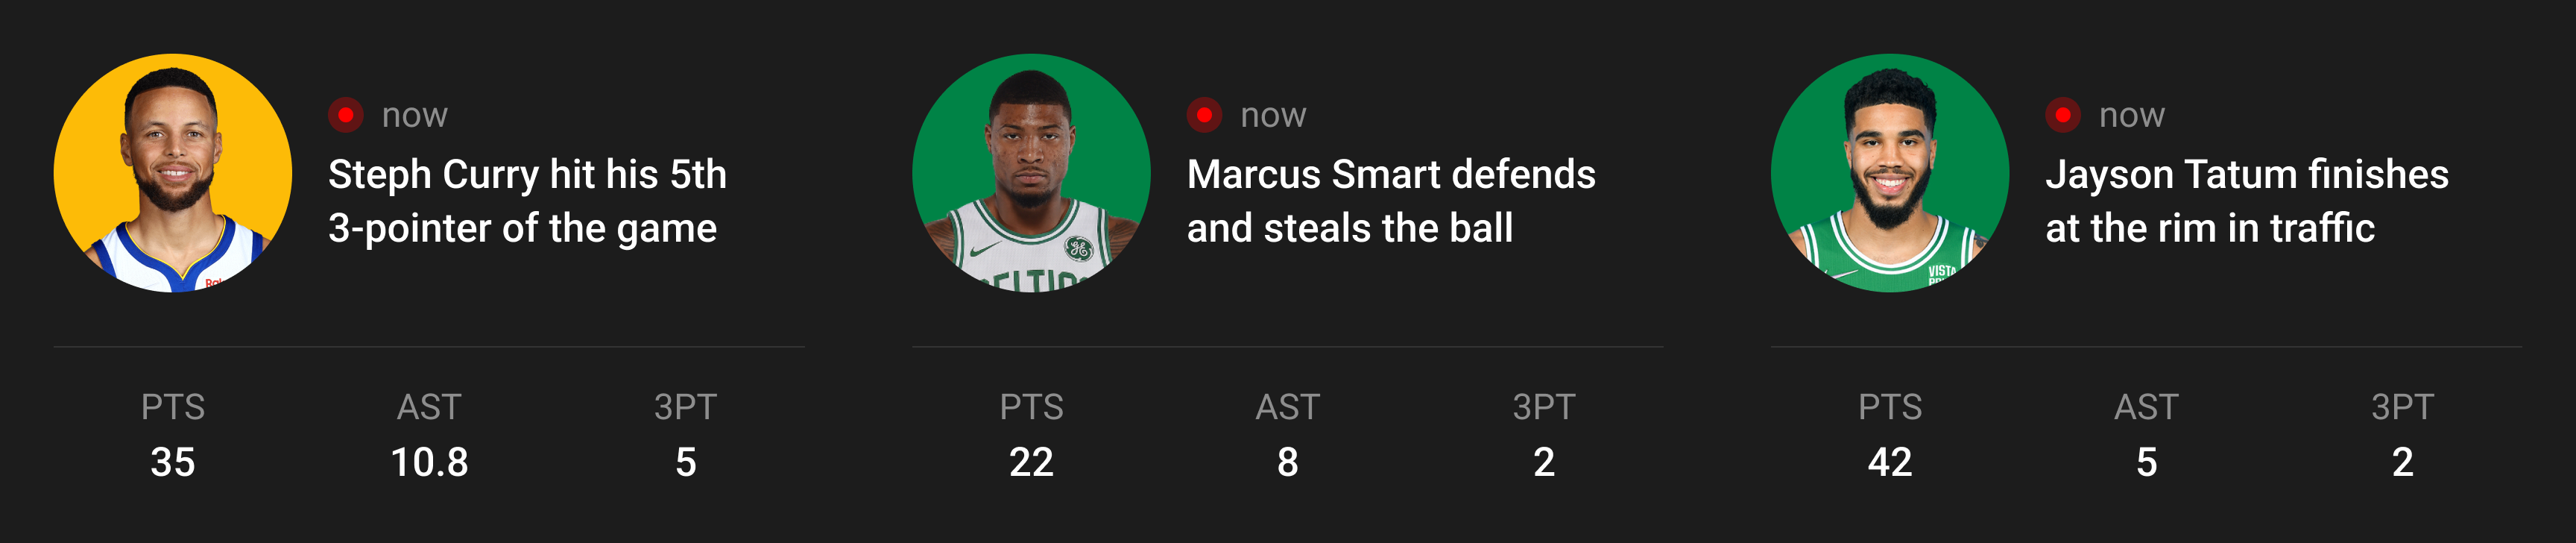 now
Steph Curry hit his 5th
3-pointer of the game
PTS
AST
3PT
35
10.8
5
now
Marcus Smart defends
and steals the ball
CELTICS
PTS
AST
3PT
22
8
2
now
Jayson Tatum finishes
at the rim in traffic
VISTA
PTS
AST
3PT
42
5
2